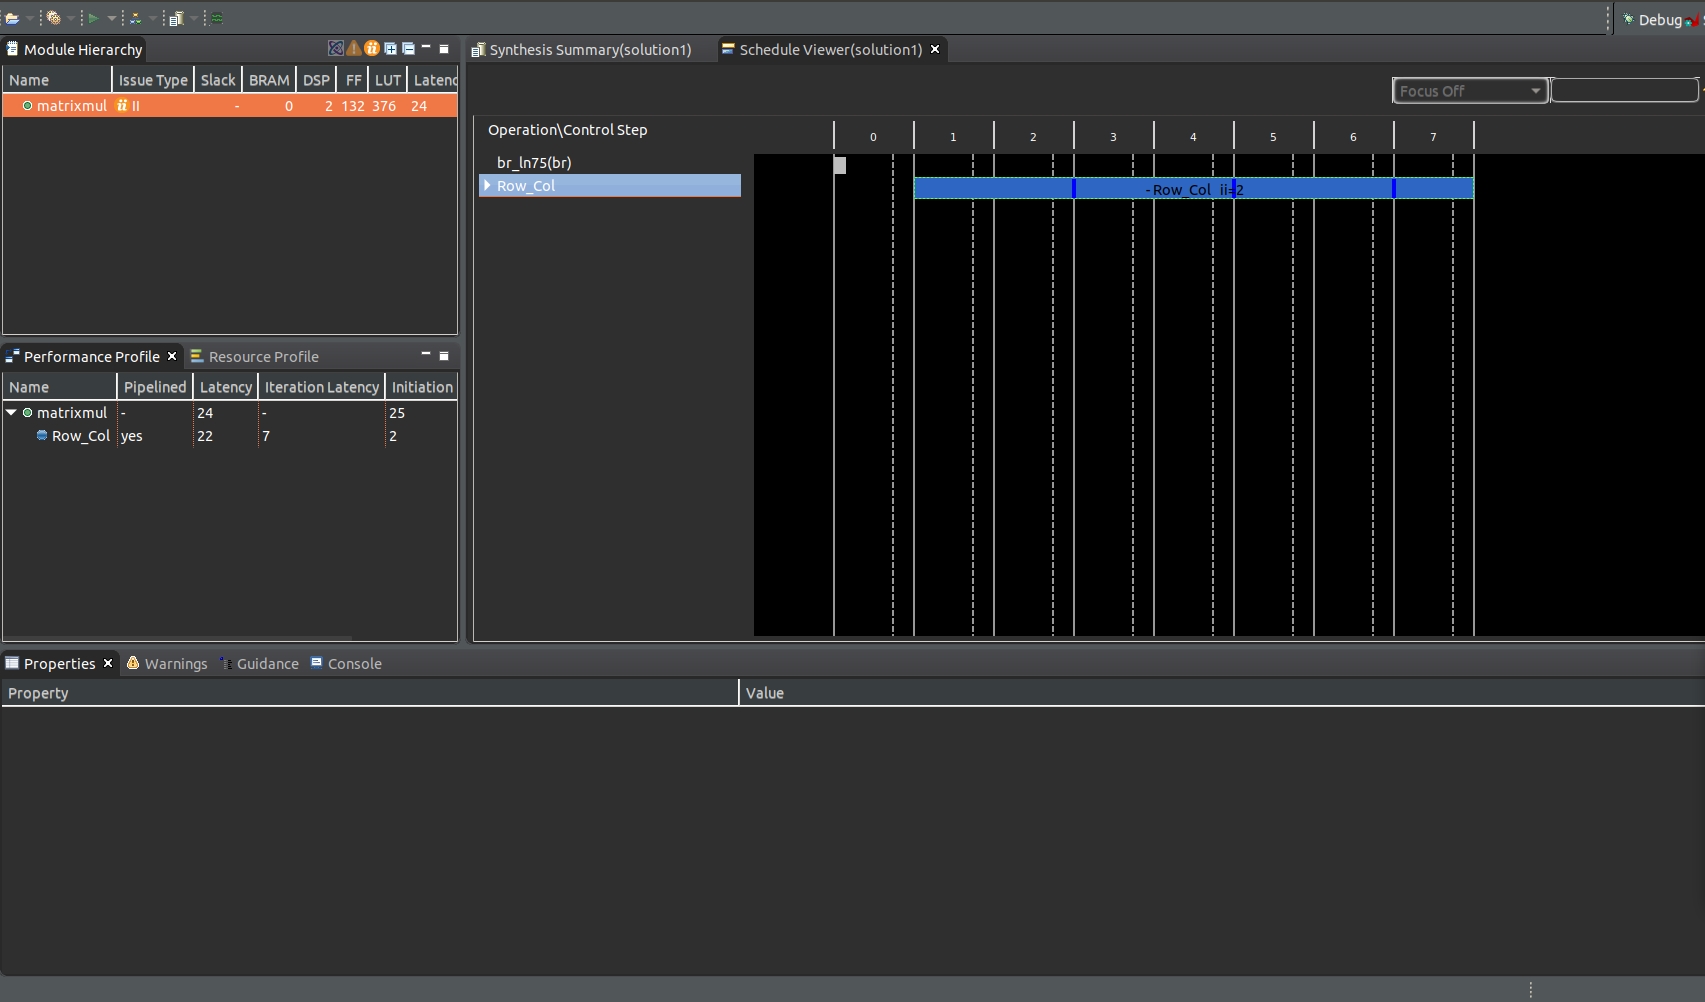 Debug
Module Hierarchy
Name Issue Type Slack BRAM DSP FF LUT Latenc
matrixmul II - 0 2 132 376 24
Performance Profile Resource Profile
Name Pipelined Latency Iteration Latency Initiation
matrixmul - 24 - 25
Row_Col yes 22 7 2
Synthesis Summary(solution1) Schedule Viewer(solution1)
Focus Off
Operation\Control Step 0 1 2 3 4 5 6 7
br_ln75(br)
Row_Col -Row_Col ii=2
Properties Warnings Guidance Console
Property Value